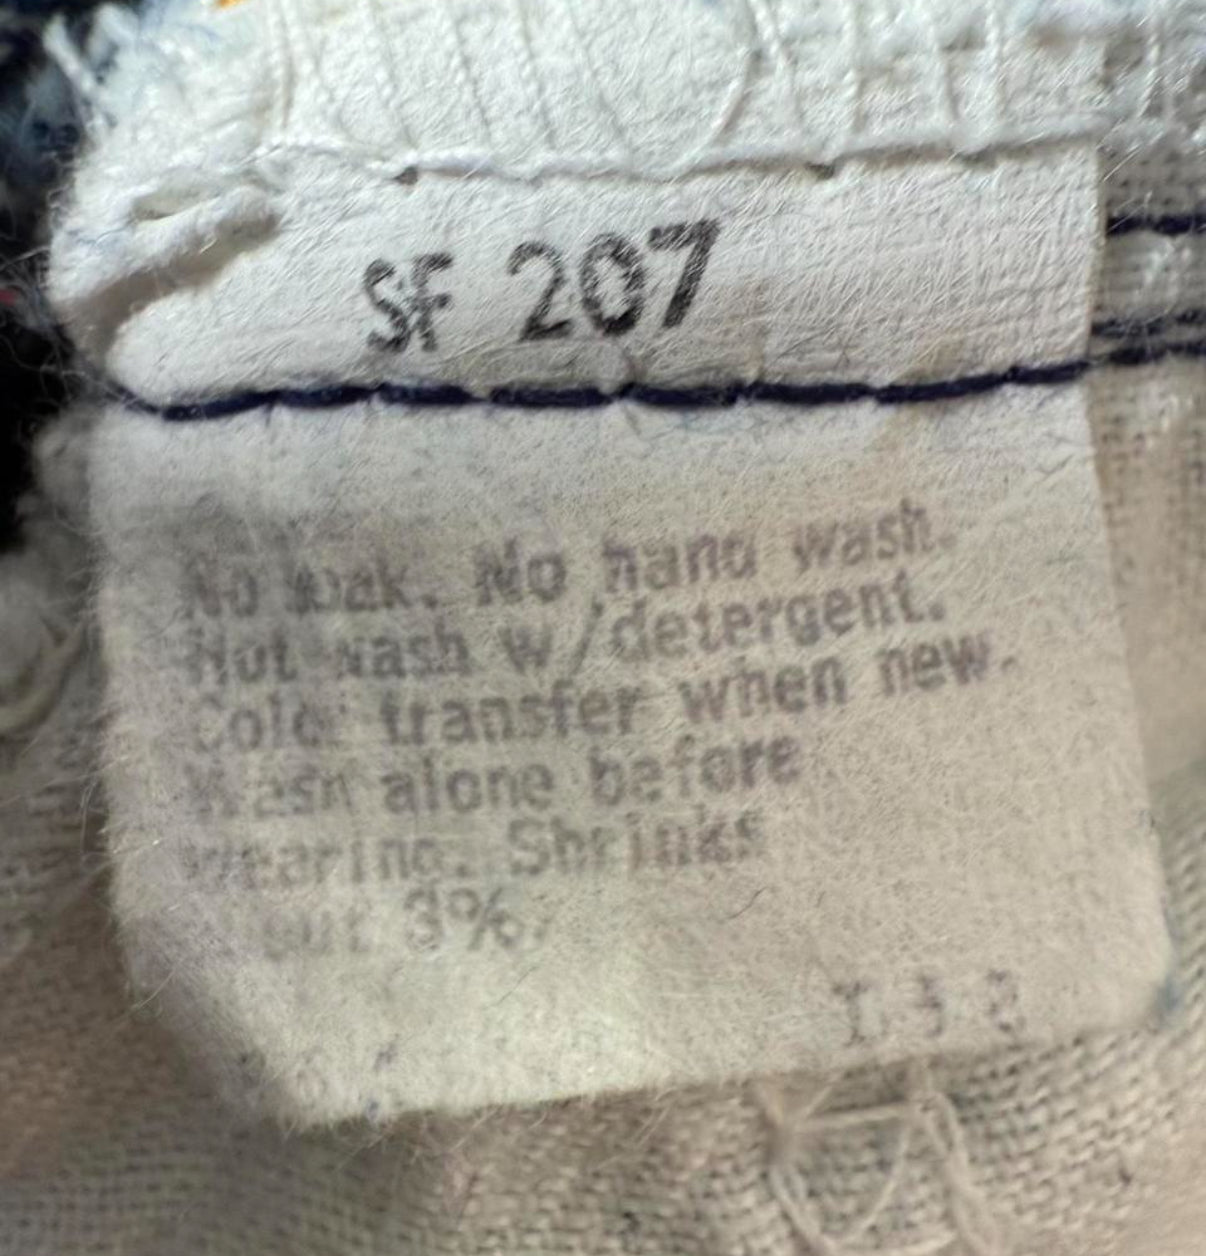 SF 207
No soak. No hand wash.
Hot wash w/detergent.
Color transfer when new.
Wash alone before
wearing. Shrinks
about 3%.